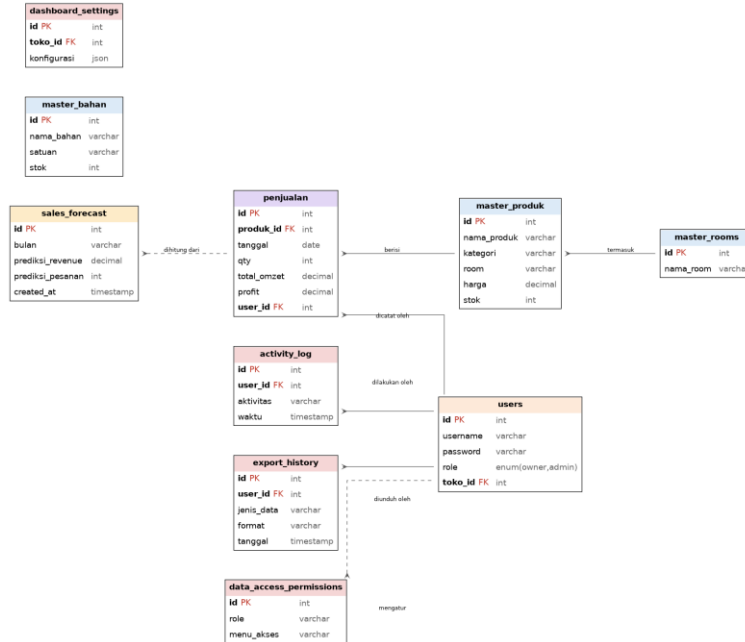 dashboard_settings
id PK int
toko_id FK int
konfigurasi json
master_bahan
id PK int
nama_bahan varchar
satuan varchar
stok int
sales_forecast
id PK int
bulan varchar
prediksi_revenue decimal
prediksi_pesanan int
created_at timestamp
dihitung dari
penjualan
id PK int
produk_id FK int
tanggal date
qty int
total_omzet decimal
profit decimal
user_id FK int
berisi
master_produk
id PK int
nama_produk varchar
kategori varchar
room varchar
harga decimal
stok int
termasuk
master_rooms
id PK int
nama_room varcha
dicatat oleh
activity_log
id PK int
user_id FK int
aktivitas varchar
waktu timestamp
dilakukan oleh
users
id PK int
username varchar
password varchar
role enum(owner,admin)
toko_id FK int
export_history
id PK int
user_id FK int
jenis_data varchar
format varchar
tanggal timestamp
diunduh oleh
data_access_permissions
id PK int
role varchar
menu_akses varchar
mengatur